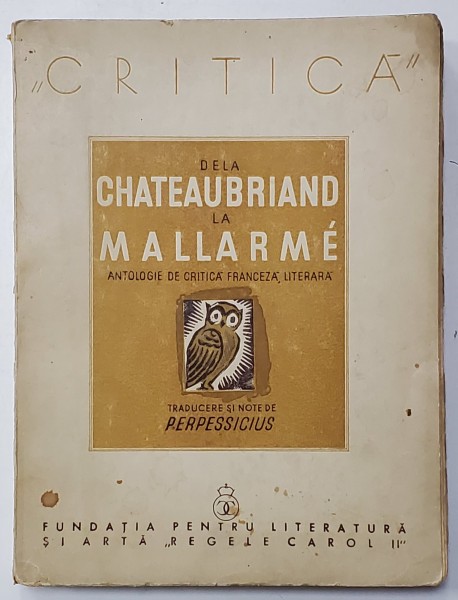 „CRITICĂ"
DELA
CHATEAUBRIAND
LA
MALLARMÉ
ANTOLOGIE DE CRITICĂ FRANCEZĂ, LITERARĂ
TRADUCERE ȘI NOTE DE
PERPESSICIUS
FUNDAȚIA PENTRU LITERATURĂ
ȘI ARTĂ „REGELE CAROL II"